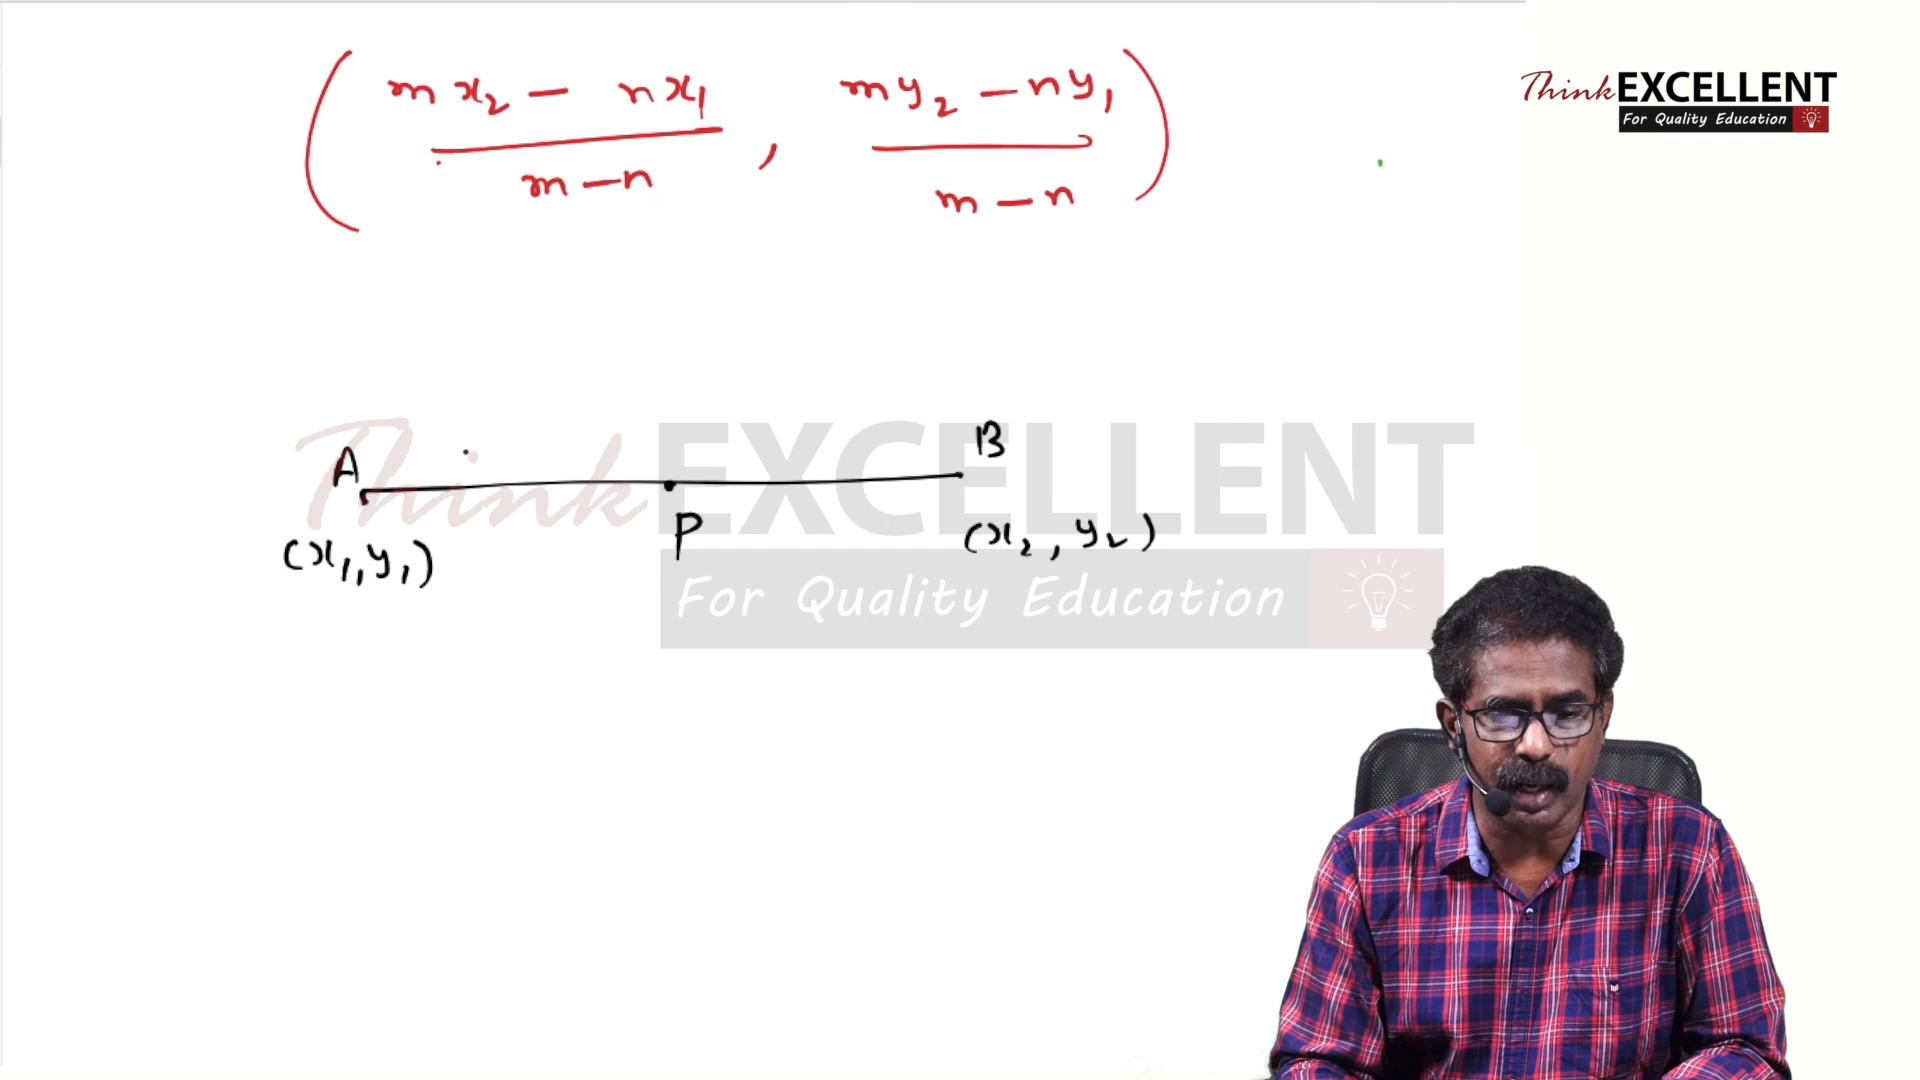 ( mx₂ - nx₁ / m - n , my₂ - ny₁ / m - n )
Think EXCELLENT
For Quality Education
A B
P
(x₁, y₁) (x₂, y₂)
Think EXCELLENT
For Quality Education